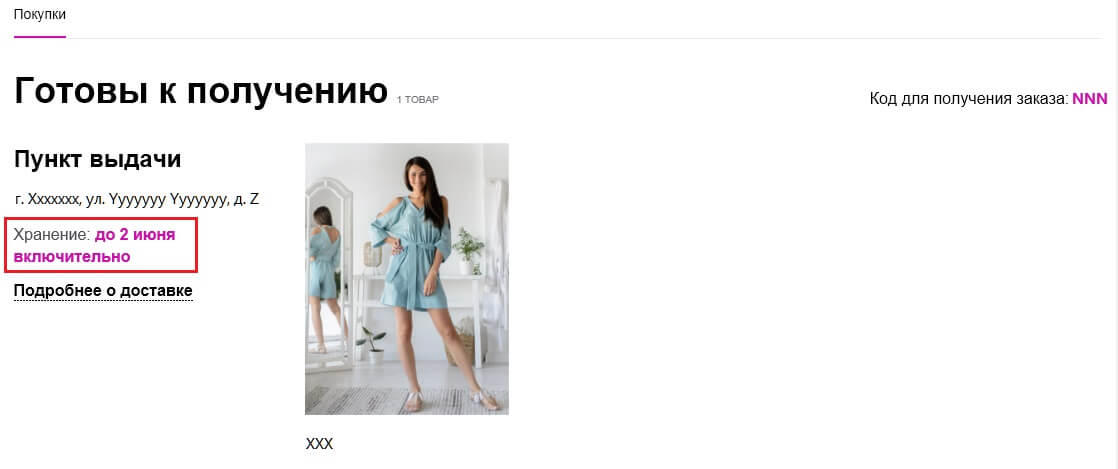 Покупки
Готовы к получению 1 ТОВАР
Код для получения заказа: NNN
Пункт выдачи
г. Ххххххх, ул. Yyyyyyy Yyyyyyy, д. Z
Хранение: до 2 июня
включительно
Подробнее о доставке
XXX